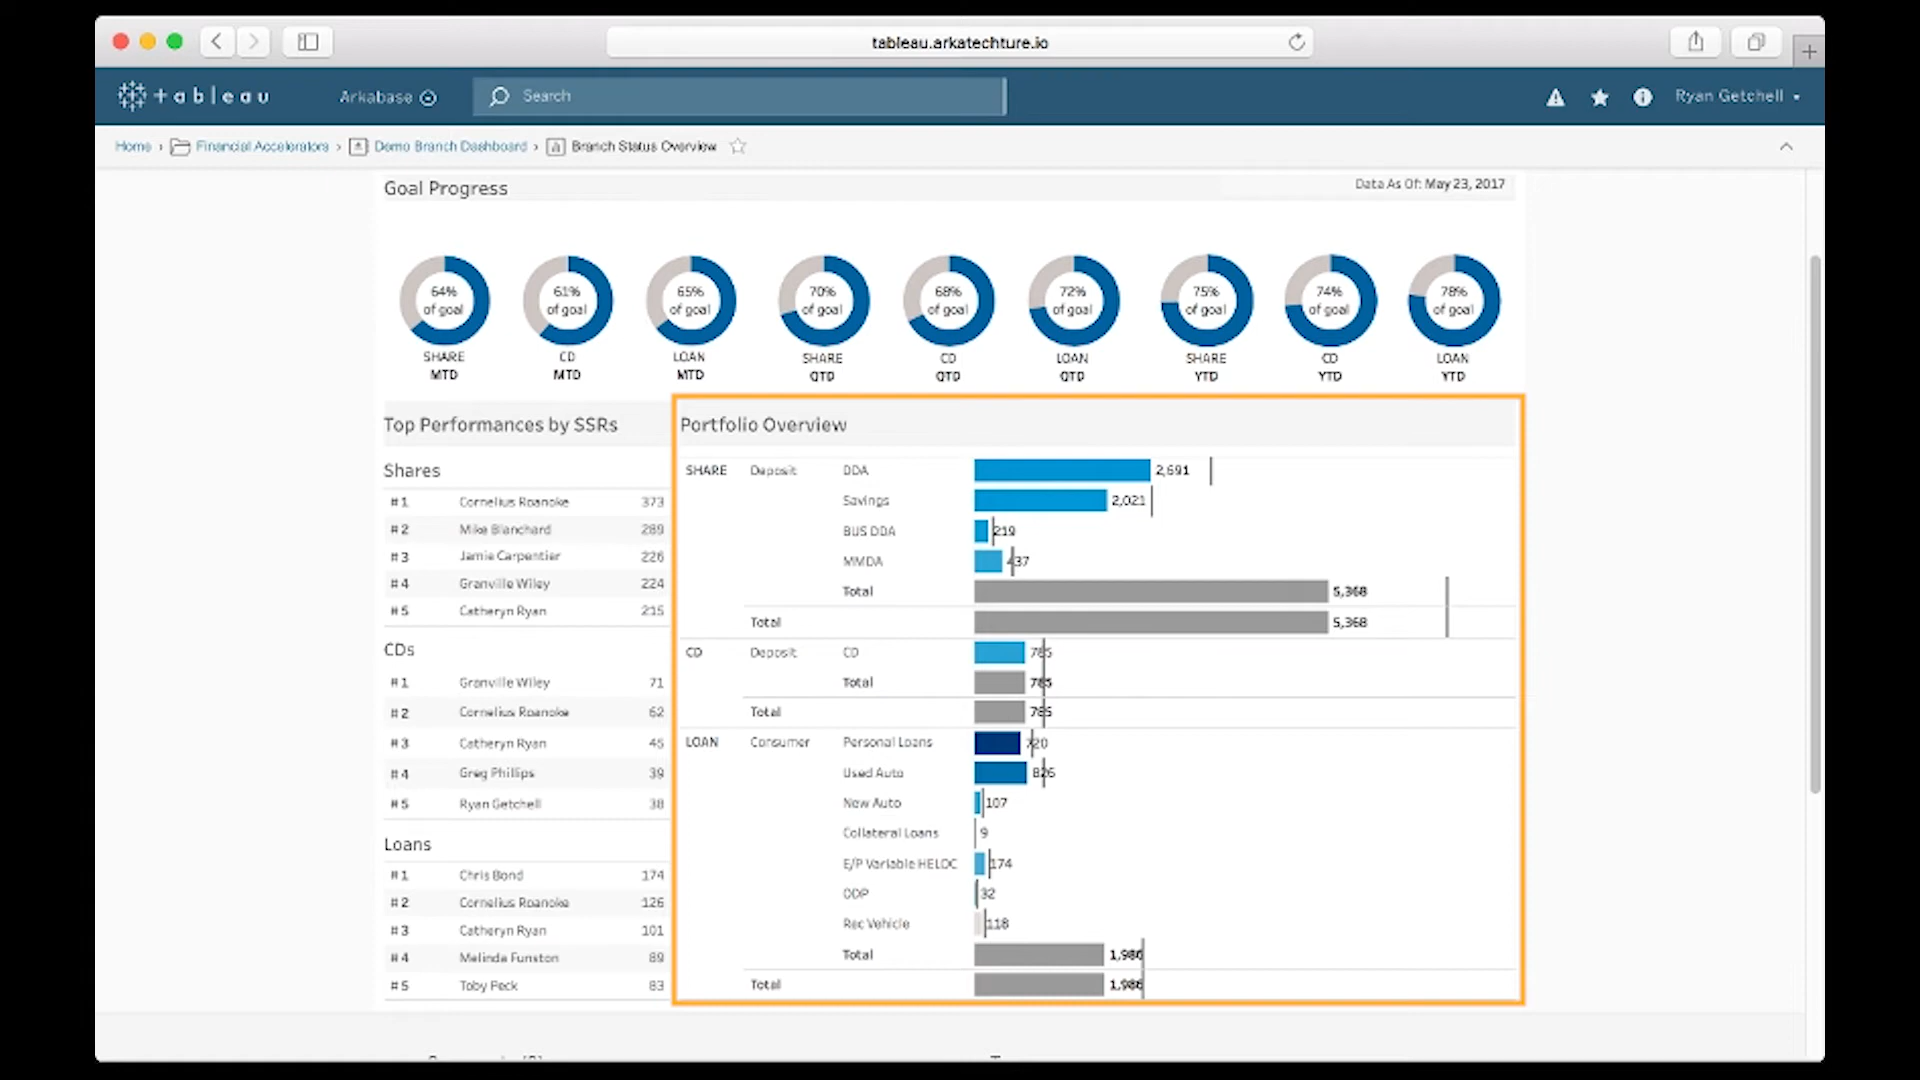 tableau.arkatechture.io
+ a b l e a u Arkabase Search Ryan Getchell
Home › Financial Accelerators › Demo Branch Dashboard › Branch Status Overview
Goal Progress Data As Of: May 23, 2017
64% of goal SHARE MTD
61% of goal CD MTD
65% of goal LOAN MTD
70% of goal SHARE QTD
68% of goal CD QTD
72% of goal LOAN QTD
75% of goal SHARE YTD
74% of goal CD YTD
78% of goal LOAN YTD
Top Performances by SSRs
Shares
#1 Cornelius Roanoke 373
#2 Mike Blanchard 289
#3 Jamie Carpentier 226
#4 Granville Wiley 224
#5 Catheryn Ryan 215
CDs
#1 Granville Wiley 71
#2 Cornelius Roanoke 62
#3 Catheryn Ryan 45
#4 Greg Phillips 39
#5 Ryan Getchell 38
Loans
#1 Chris Bond 174
#2 Cornelius Roanoke 126
#3 Catheryn Ryan 101
#4 Melinda Funston 89
#5 Toby Peck 83
Portfolio Overview
SHARE Deposit DDA 2,691
Savings 2,021
BUS DDA 219
MMDA 437
Total 5,368
Total 5,368
CD Deposit CD 785
Total 785
Total 785
LOAN Consumer Personal Loans 720
Used Auto 826
New Auto 107
Collateral Loans 9
E/P Variable HELOC 174
ODP 32
Rec Vehicle 118
Total 1,986
Total 1,986